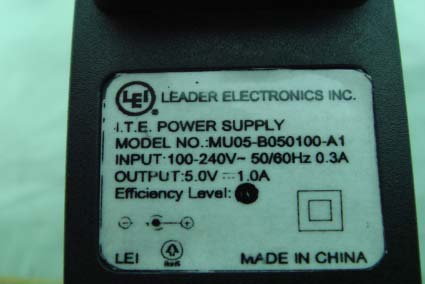 LEI LEADER ELECTRONICS INC.
I.T.E. POWER SUPPLY
MODEL NO.:MU05-B050100-A1
INPUT:100-240V~ 50/60Hz 0.3A
OUTPUT:5.0V⎓1.0A
Efficiency Level:
LEI MADE IN CHINA